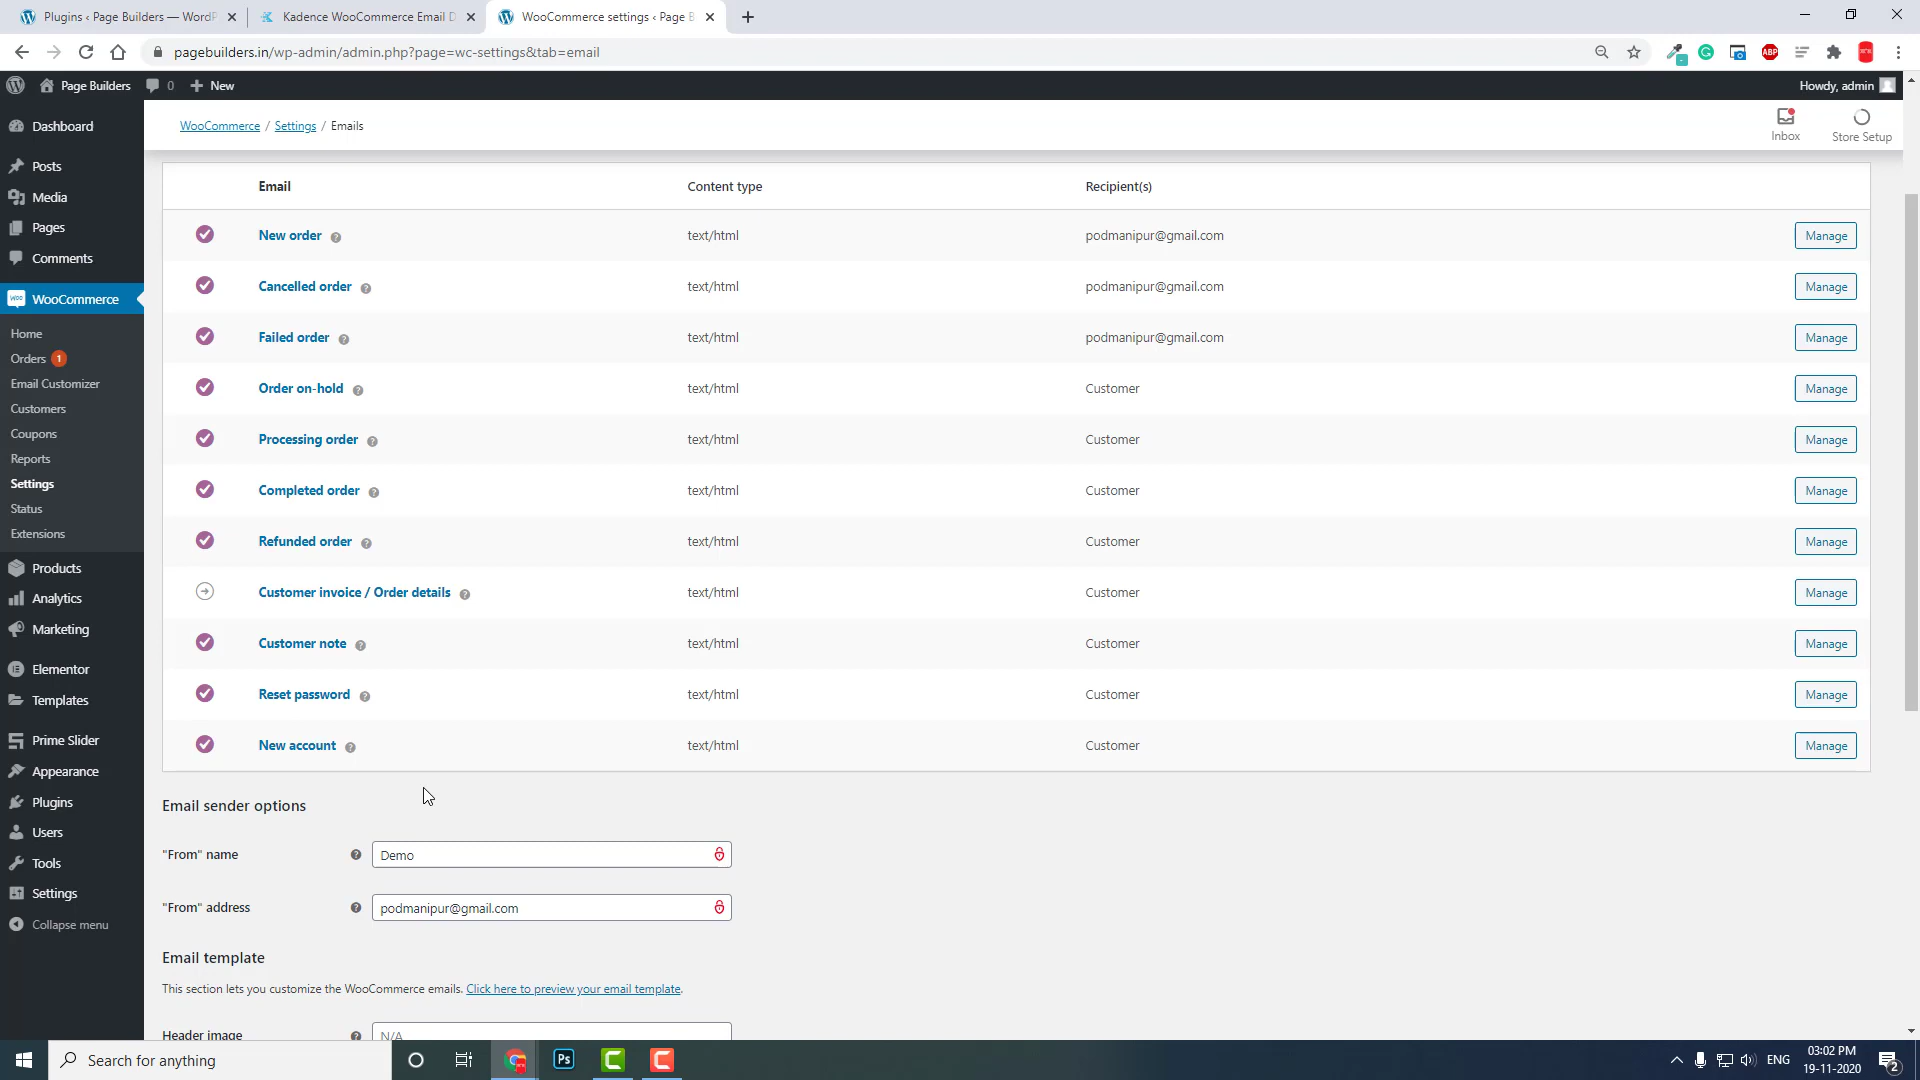 Plugins ‹ Page Builders — WordP
Kadence WooCommerce Email D
WooCommerce settings ‹ Page B
pagebuilders.in/wp-admin/admin.php?page=wc-settings&tab=email
ABP
Page Builders
0
New
Howdy, admin
Dashboard
Posts
Media
Pages
Comments
WooCommerce
Home
Orders 1
Email Customizer
Customers
Coupons
Reports
Settings
Status
Extensions
Products
Analytics
Marketing
Elementor
Templates
Prime Slider
Appearance
Plugins
Users
Tools
Settings
Collapse menu
WooCommerce / Settings / Emails
Inbox
Store Setup
Email Content type Recipient(s)
New order text/html podmanipur@gmail.com Manage
Cancelled order text/html podmanipur@gmail.com Manage
Failed order text/html podmanipur@gmail.com Manage
Order on-hold text/html Customer Manage
Processing order text/html Customer Manage
Completed order text/html Customer Manage
Refunded order text/html Customer Manage
Customer invoice / Order details text/html Customer Manage
Customer note text/html Customer Manage
Reset password text/html Customer Manage
New account text/html Customer Manage
Email sender options
"From" name Demo
"From" address podmanipur@gmail.com
Email template
This section lets you customize the WooCommerce emails. Click here to preview your email template.
Header image N/A
Search for anything
Ps
ENG
03:02 PM
19-11-2020
2